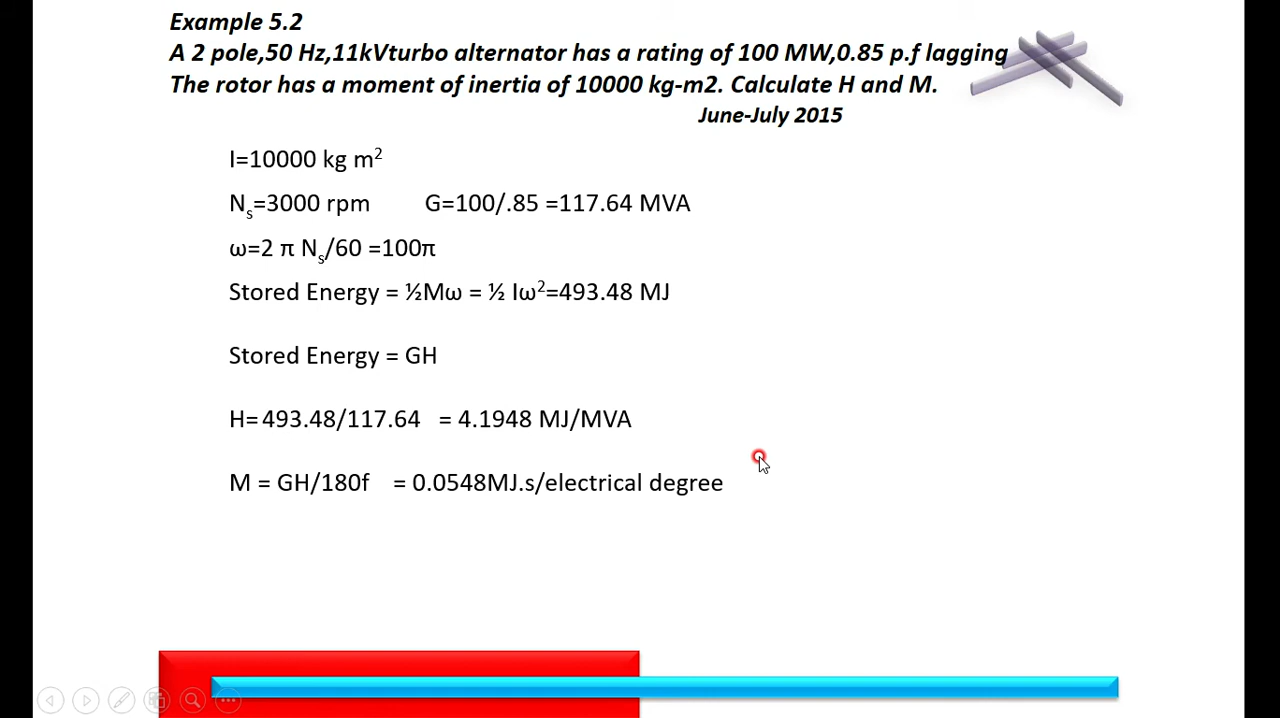 Example 5.2
A 2 pole,50 Hz,11kVturbo alternator has a rating of 100 MW,0.85 p.f lagging
The rotor has a moment of inertia of 10000 kg-m2. Calculate H and M.
June-July 2015
I=10000 kg m²
Nₛ=3000 rpm G=100/.85 =117.64 MVA
ω=2 π Nₛ/60 =100π
Stored Energy = ½Mω = ½ Iω²=493.48 MJ
Stored Energy = GH
H= 493.48/117.64 = 4.1948 MJ/MVA
M = GH/180f = 0.0548MJ.s/electrical degree